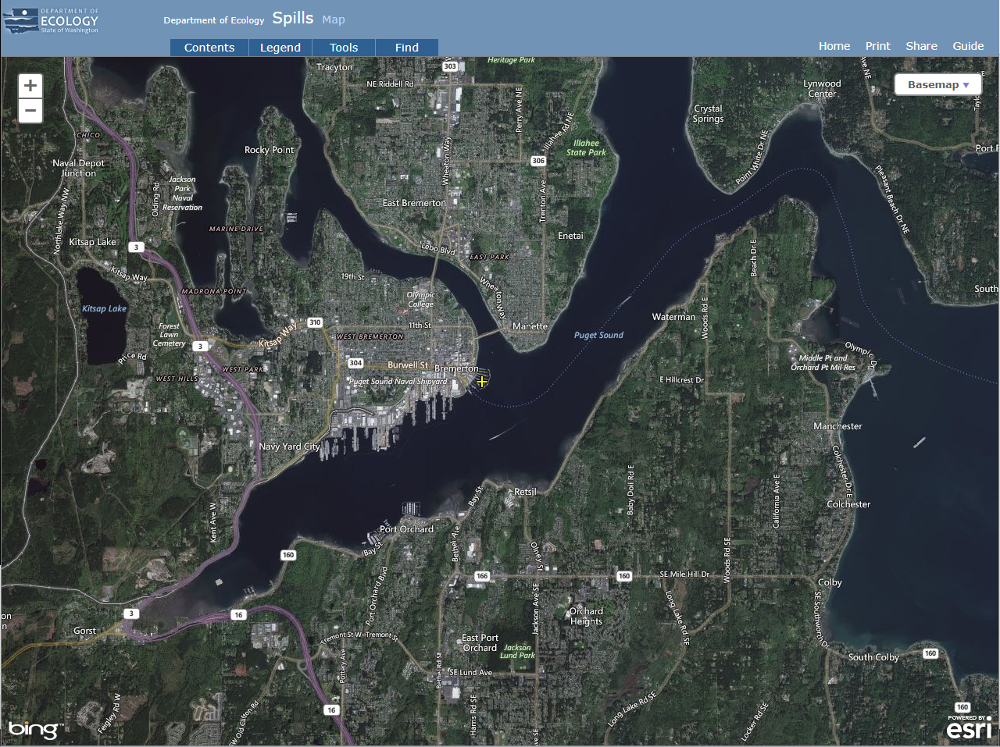 DEPARTMENT OF
ECOLOGY
State of Washington
Department of Ecology Spills Map
Contents Legend Tools Find
Home Print Share Guide
+
−
Basemap ▼
Tracyton
303
Heritage Park
NE Riddell Rd
Perry Ave NE
Illahee Rd NE
Lynwood
Center
Crystal
Springs
CHICO
Rocky Point
Naval Depot
Junction
Wheaton Way
306
Illahee
State Park
Point White Dr NE
Pleasant Beach Dr NE
Jackson
Park
Naval
Reservation
Olding Rd
Northlake Way NW
East Bremerton
Trenton Ave
MARINE DRIVE
Enetai
Kitsap Lake
3
Lebo Blvd
EAST PARK
Beach Dr E
Kitsap Way
19th St
MADRONA POINT
Olympic
College
Wheaton Way
South
Kitsap Lake
310
11th St
Manette
Waterman
Woods Rd E
Forest
Lawn
Cemetery
Kitsap Way
WEST BREMERTON
Puget Sound
3
Price Rd
304
Burwell St
Bremerton
Olympic Dr
Middle Pt and
Orchard Pt Mil Res
WEST PARK
WEST HILLS
Puget Sound Naval Shipyard
E Hillcrest Dr
Manchester
Navy Yard City
Colchester Dr E
Baby Doll Rd E
California Ave E
Retsil
Bay St
Colchester
Kent Ave W
Port Orchard
Bay St
Bethel Ave
Olney St
Woods Rd SE
160
166
160
SE Mile Hill Dr
Colby
Port Orchard Blvd
Jackson Ave SE
Long Lake Rd SE
SE Southworth Dr
3
16
Orchard
Heights
Gorst
Tremont St W
Tremont St
East Port
Orchard
Jackson
Lund Park
160
South Colby
Pottery Ave
Bethel Rd SE
SE Lund Ave
Feigley Rd W
SW Old Clifton Rd
16
Harris Rd SE
Long Lake Rd SE
Locker Rd SE
160
bing™
POWERED BY
esri